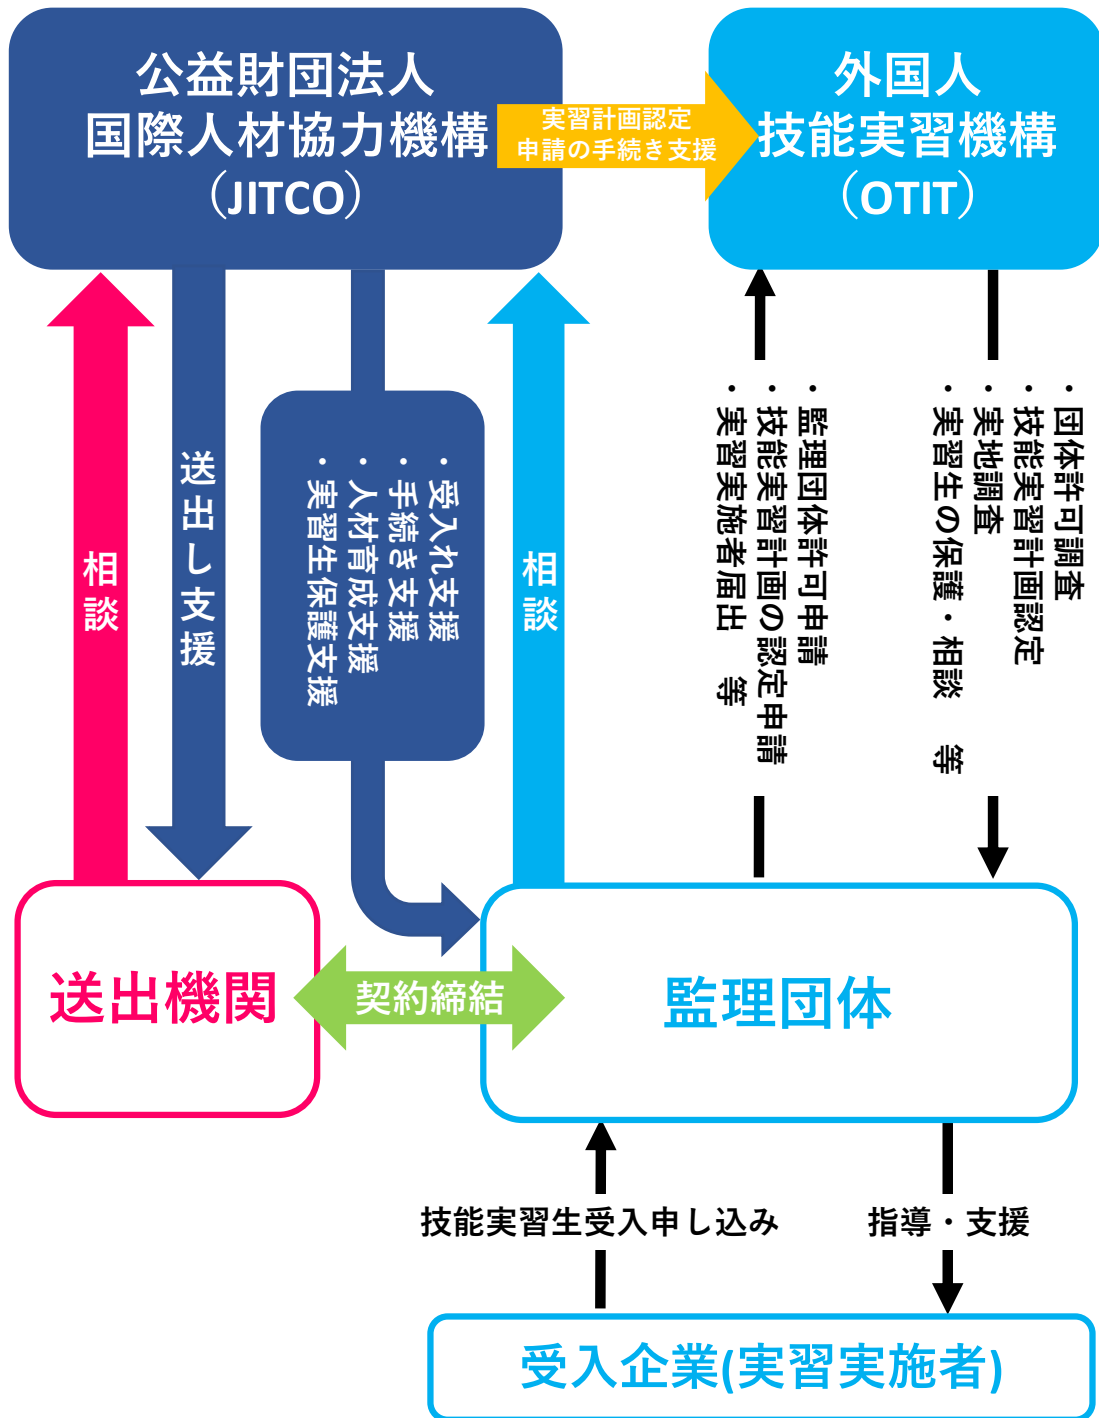 公益財団法人
国際人材協力機構
（JITCO）
実習計画認定
申請の手続き支援
外国人
技能実習機構
（OTIT）
相談
送出し支援
・受入れ支援
・手続き支援
・人材育成支援
・実習生保護支援
相談
・監理団体許可申請
・技能実習計画の認定申請
・実習実施者届出　等
・団体許可調査
・技能実習計画認定
・実地調査
・実習生の保護・相談　等
送出機関
契約締結
監理団体
技能実習生受入申し込み
指導・支援
受入企業(実習実施者)